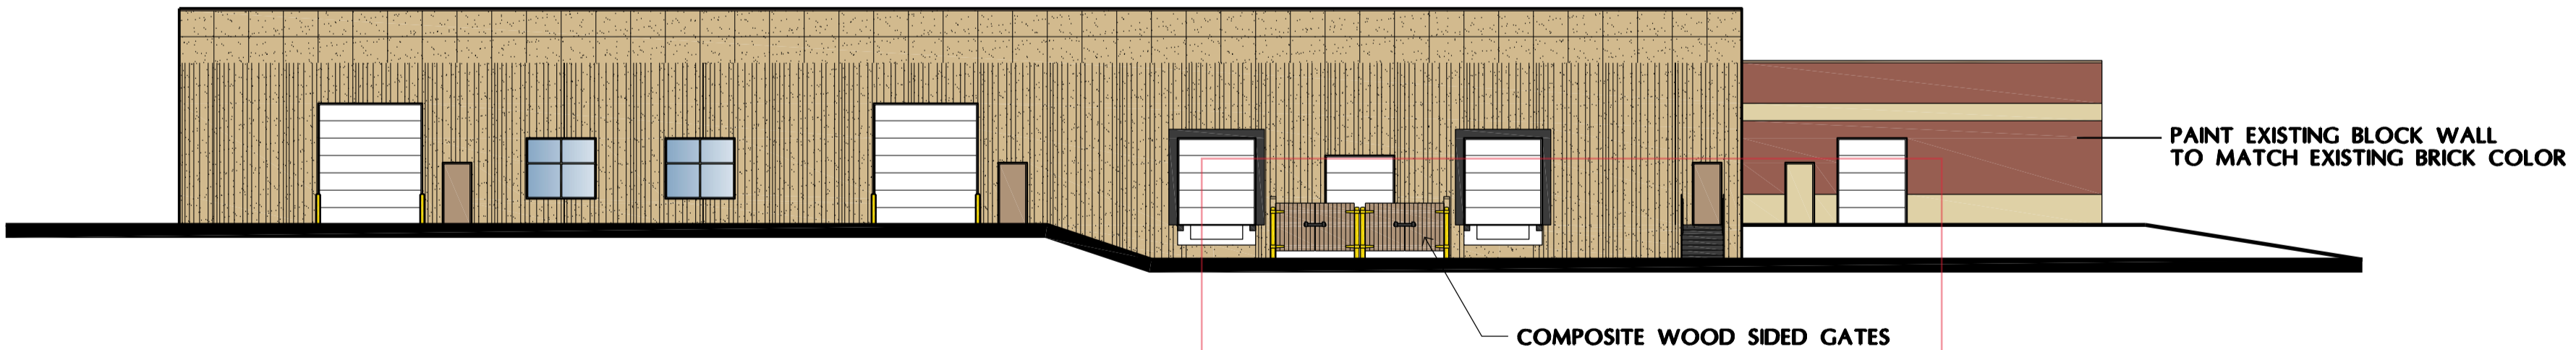 PAINT EXISTING BLOCK WALL
TO MATCH EXISTING BRICK COLOR
COMPOSITE WOOD SIDED GATES